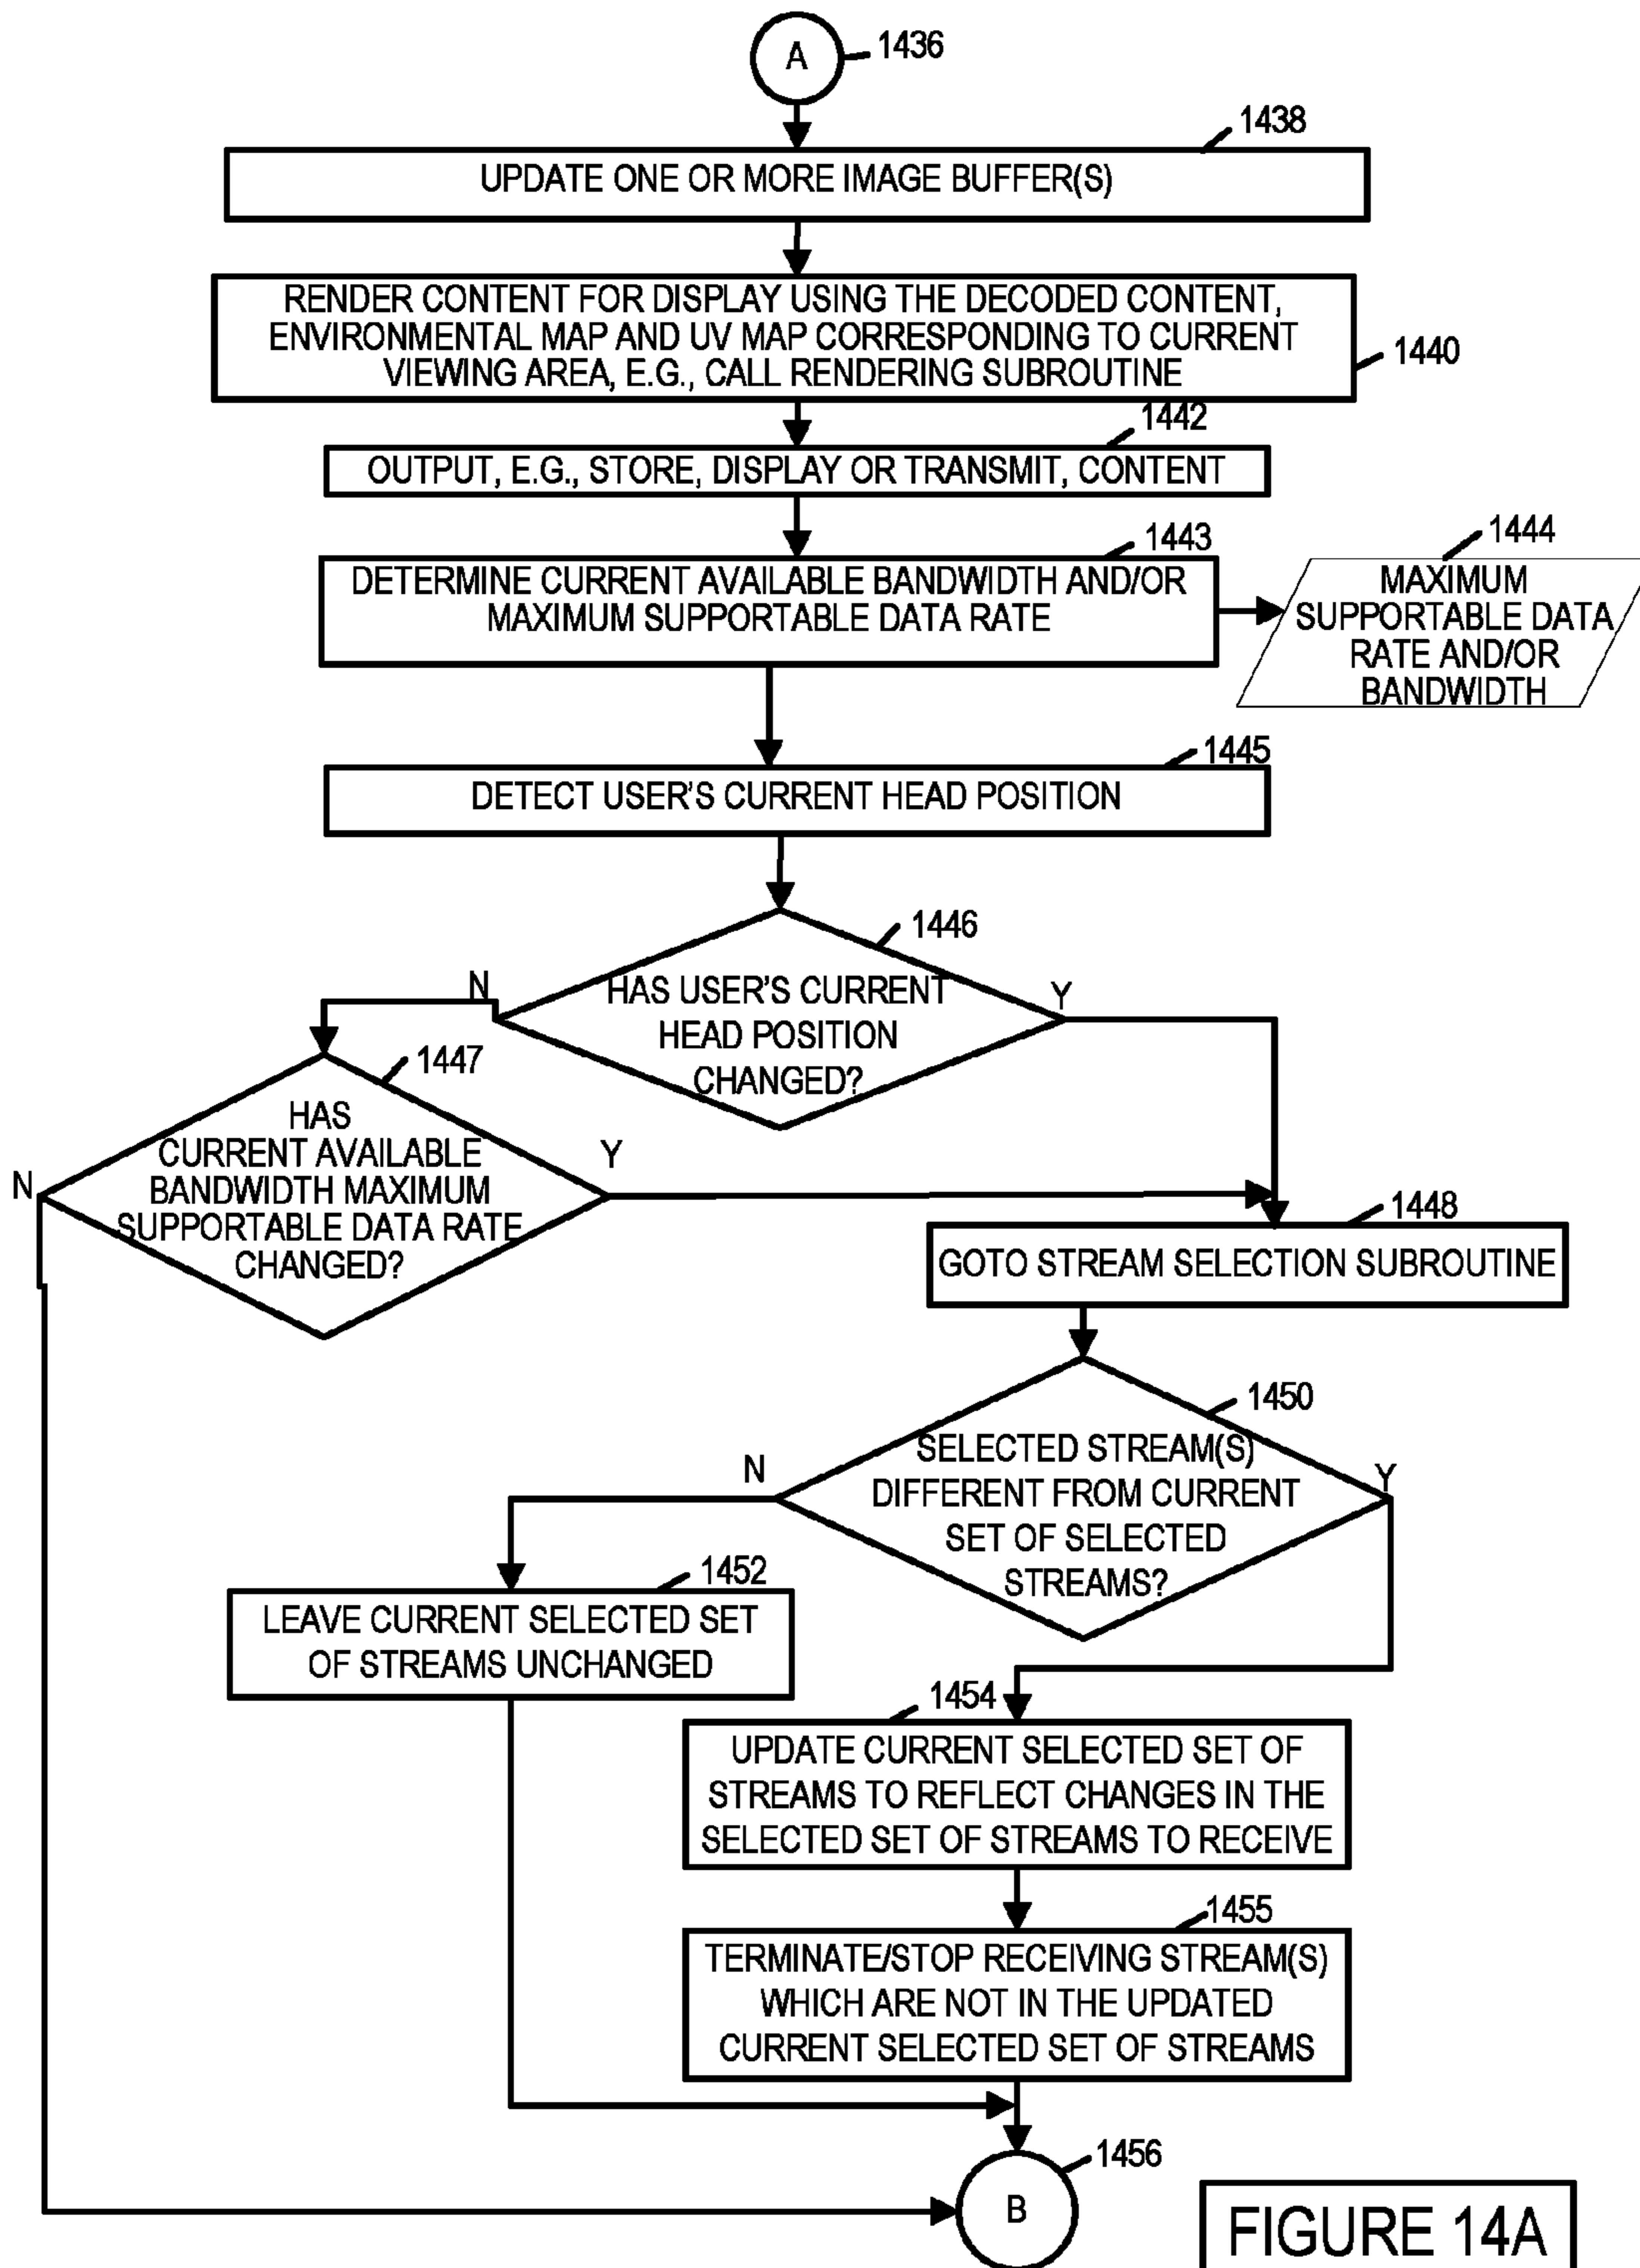 A
1436
1438
UPDATE ONE OR MORE IMAGE BUFFER(S)
RENDER CONTENT FOR DISPLAY USING THE DECODED CONTENT,
ENVIRONMENTAL MAP AND UV MAP CORRESPONDING TO CURRENT
VIEWING AREA, E.G., CALL RENDERING SUBROUTINE
1440
1442
OUTPUT, E.G., STORE, DISPLAY OR TRANSMIT, CONTENT
1443
DETERMINE CURRENT AVAILABLE BANDWIDTH AND/OR
MAXIMUM SUPPORTABLE DATA RATE
1444
MAXIMUM
SUPPORTABLE DATA
RATE AND/OR
BANDWIDTH
1445
DETECT USER'S CURRENT HEAD POSITION
1446
HAS USER'S CURRENT
HEAD POSITION
CHANGED?
N
Y
1447
HAS
CURRENT AVAILABLE
BANDWIDTH MAXIMUM
SUPPORTABLE DATA RATE
CHANGED?
N
Y
1448
GOTO STREAM SELECTION SUBROUTINE
1450
SELECTED STREAM(S)
DIFFERENT FROM CURRENT
SET OF SELECTED
STREAMS?
N
Y
1452
LEAVE CURRENT SELECTED SET
OF STREAMS UNCHANGED
1454
UPDATE CURRENT SELECTED SET OF
STREAMS TO REFLECT CHANGES IN THE
SELECTED SET OF STREAMS TO RECEIVE
1455
TERMINATE/STOP RECEIVING STREAM(S)
WHICH ARE NOT IN THE UPDATED
CURRENT SELECTED SET OF STREAMS
1456
B
FIGURE 14A